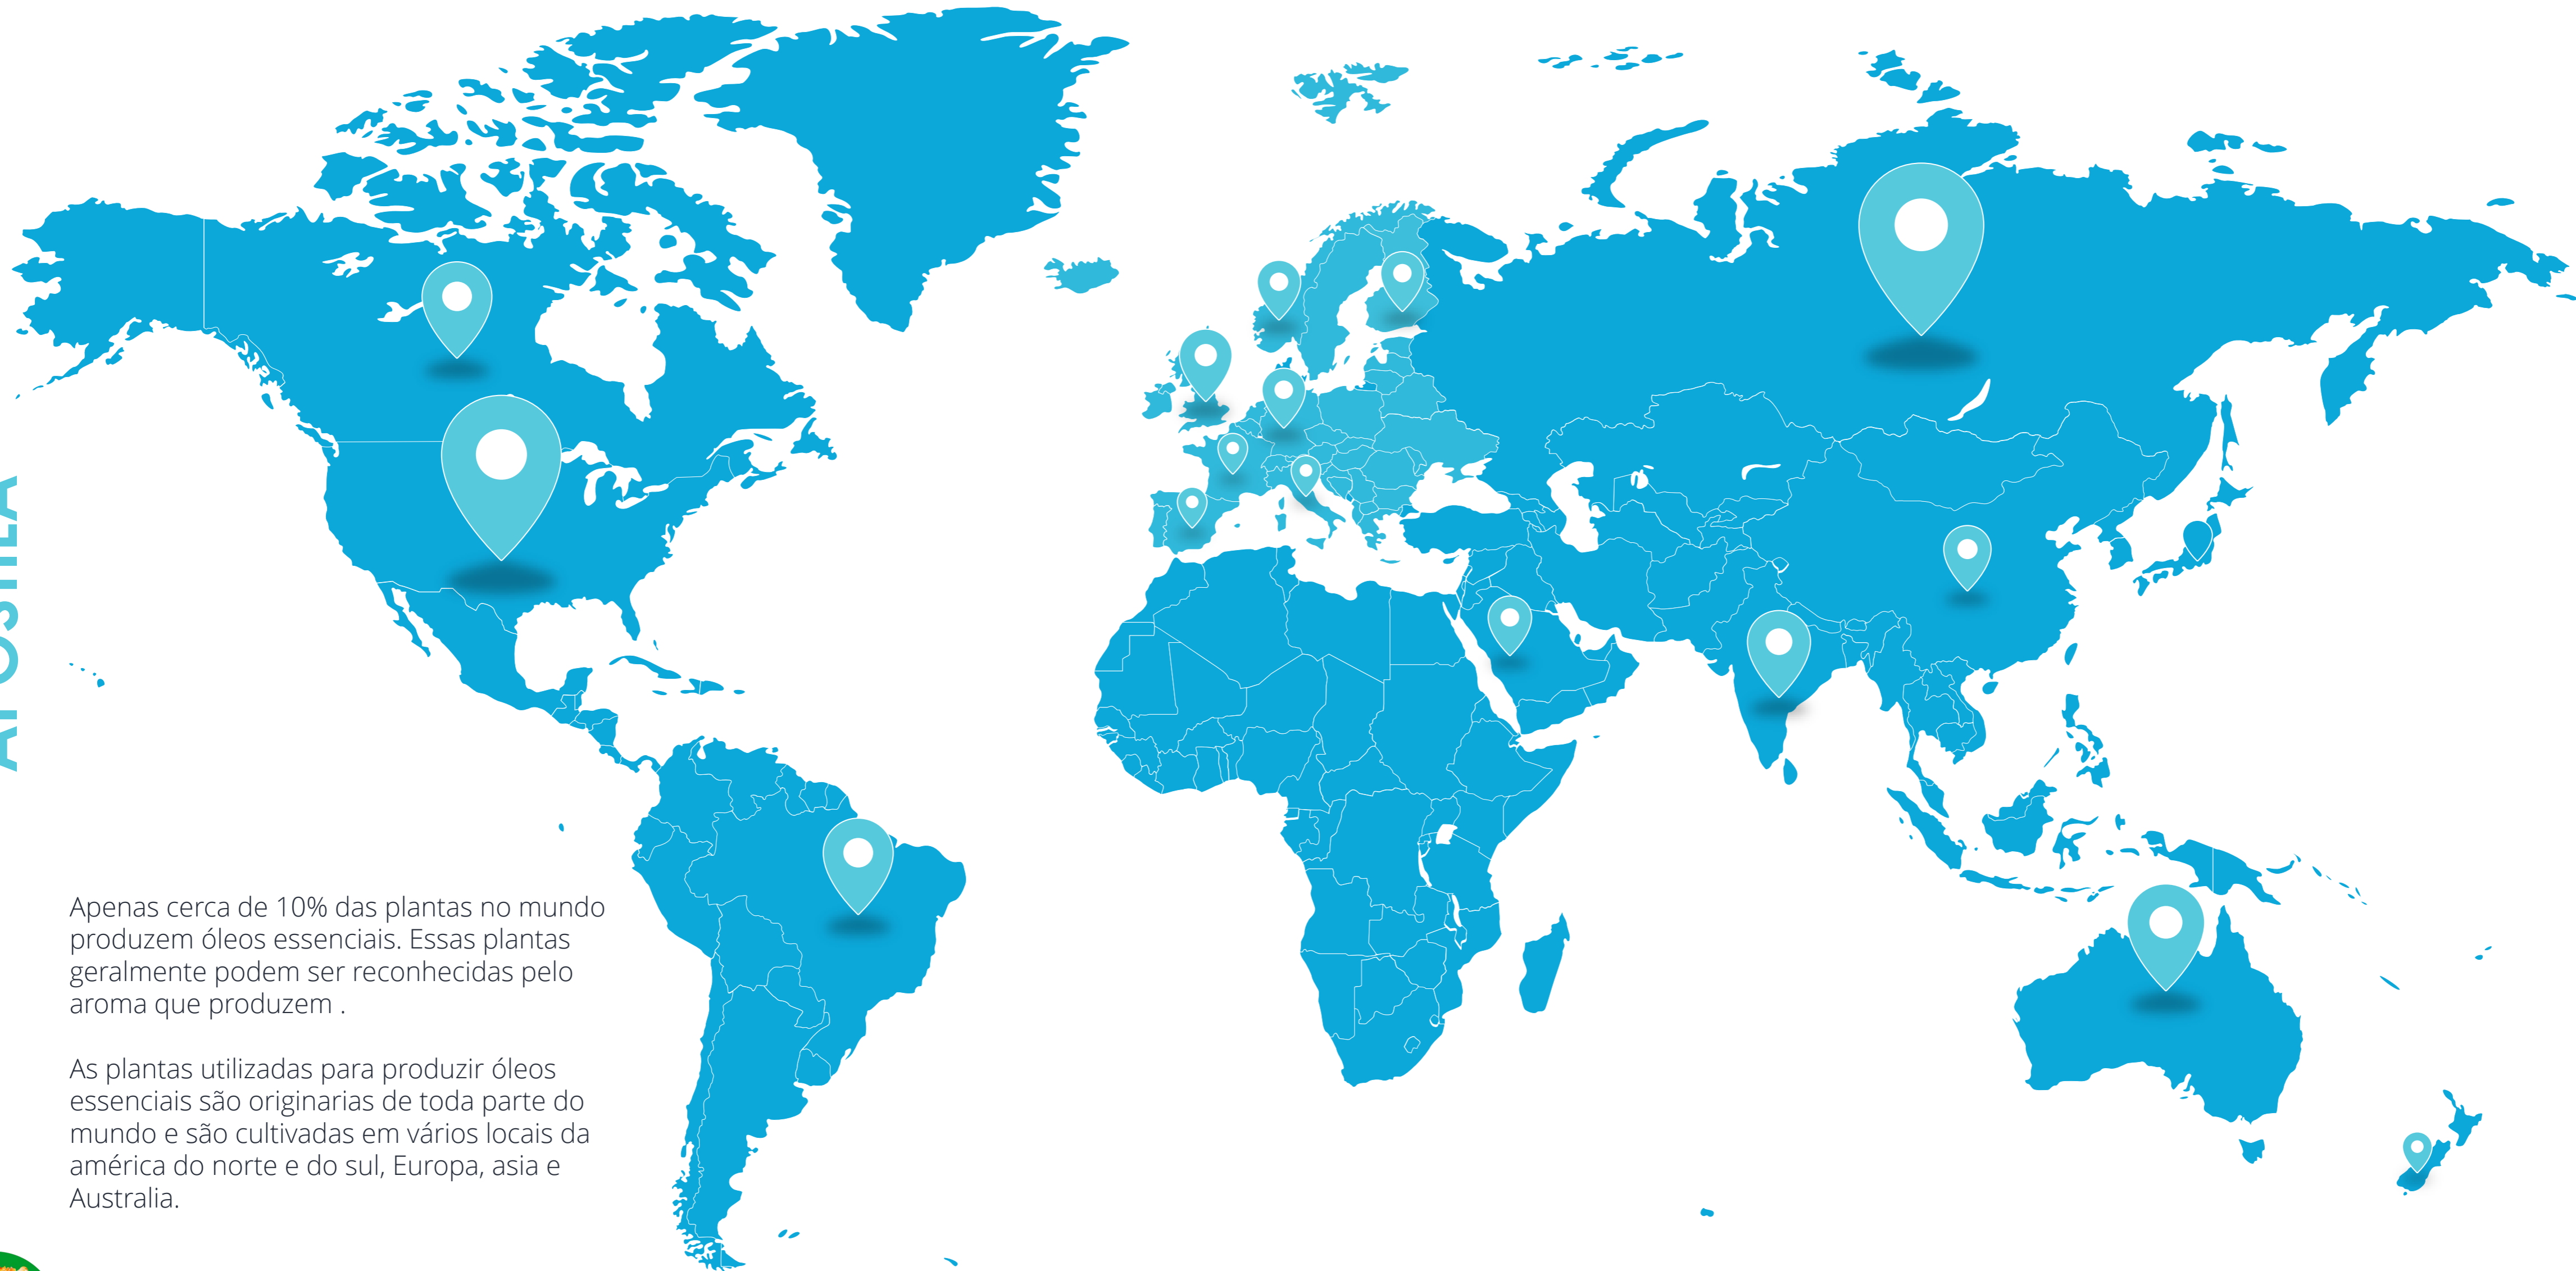 APOSTILA
Apenas cerca de 10% das plantas no mundo
produzem óleos essenciais. Essas plantas
geralmente podem ser reconhecidas pelo
aroma que produzem .
As plantas utilizadas para produzir óleos
essenciais são originarias de toda parte do
mundo e são cultivadas em vários locais da
américa do norte e do sul, Europa, asia e
Australia.